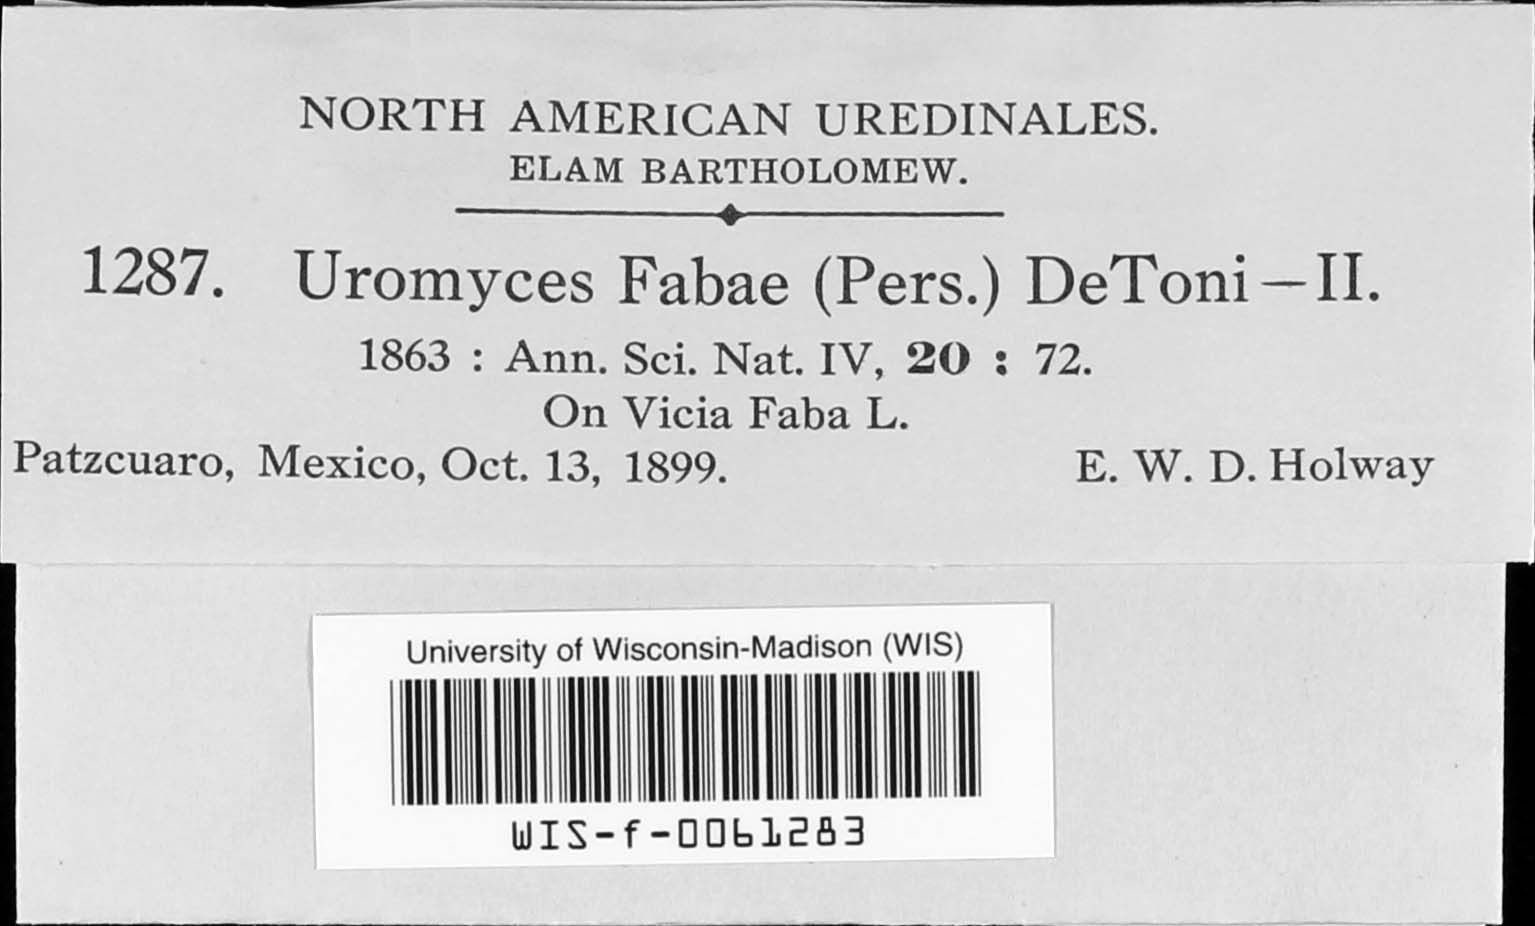 NORTH AMERICAN UREDINALES.
ELAM BARTHOLOMEW.
1287. Uromyces Fabae (Pers.) DeToni—II.
1863 : Ann. Sci. Nat. IV, 20 : 72.
On Vicia Faba L.
Patzcuaro, Mexico, Oct. 13, 1899. E. W. D. Holway
University of Wisconsin-Madison (WIS)
WIS-f-0061283